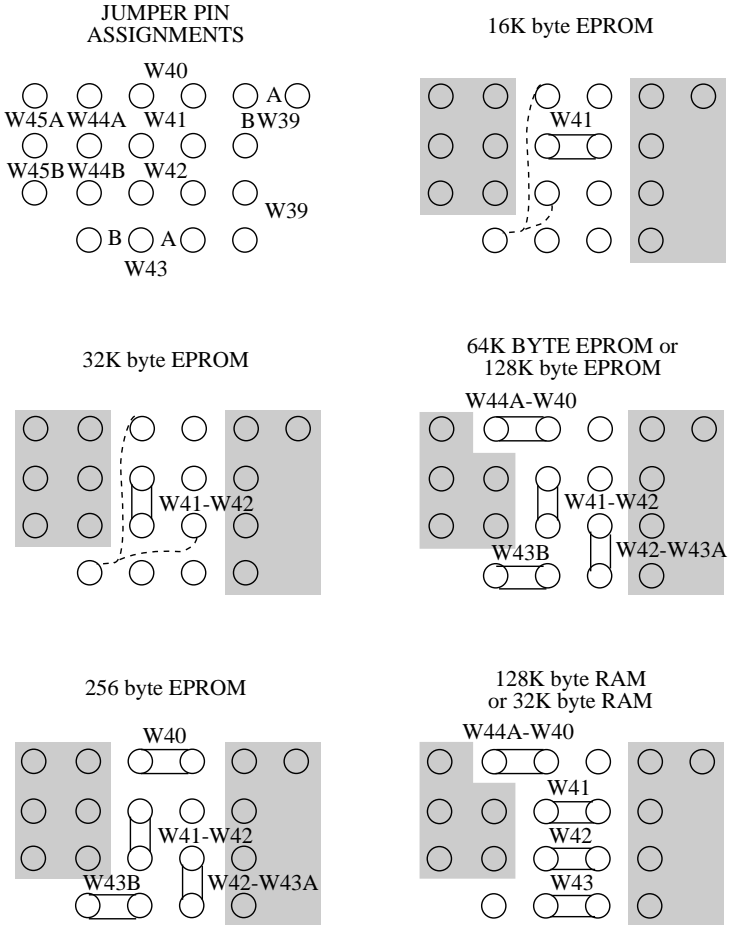 JUMPER PIN
ASSIGNMENTS
W40
A
W45A W44A W41 B W39
W45B W44B W42
W39
B A
W43
16K byte EPROM
W41
32K byte EPROM
W41-W42
64K BYTE EPROM or
128K byte EPROM
W44A-W40
W41-W42
W43B W42-W43A
256 byte EPROM
W40
W41-W42
W43B W42-W43A
128K byte RAM
or 32K byte RAM
W44A-W40
W41
W42
W43